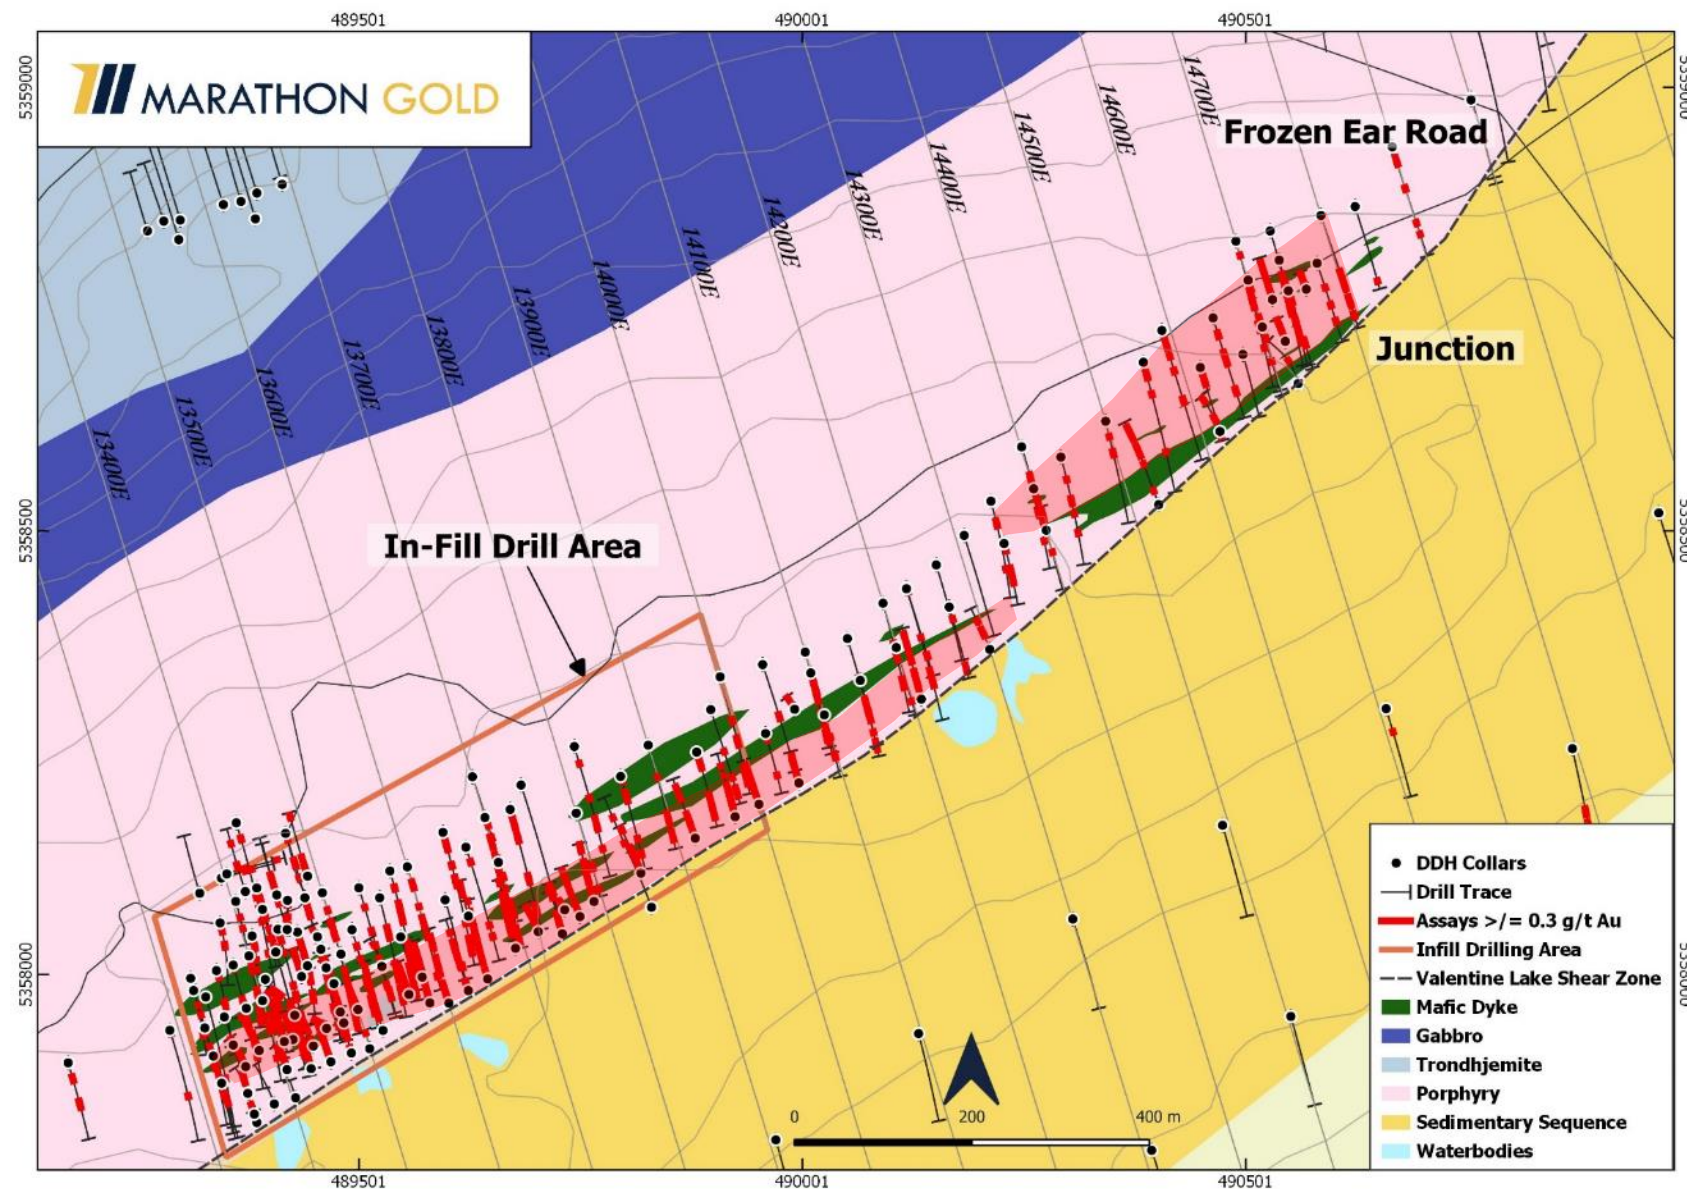 489501 490001 490501
5359000
MARATHON GOLD
14700E
14600E
14500E
14400E
14300E
14200E
14100E
14000E
13900E
13800E
13700E
13600E
13500E
13400E
Frozen Ear Road
Junction
5358500
In-Fill Drill Area
5358000
DDH Collars
Drill Trace
Assays >/= 0.3 g/t Au
Infill Drilling Area
Valentine Lake Shear Zone
Mafic Dyke
Gabbro
Trondhjemite
Porphyry
Sedimentary Sequence
Waterbodies
0 200 400 m
489501 490001 490501